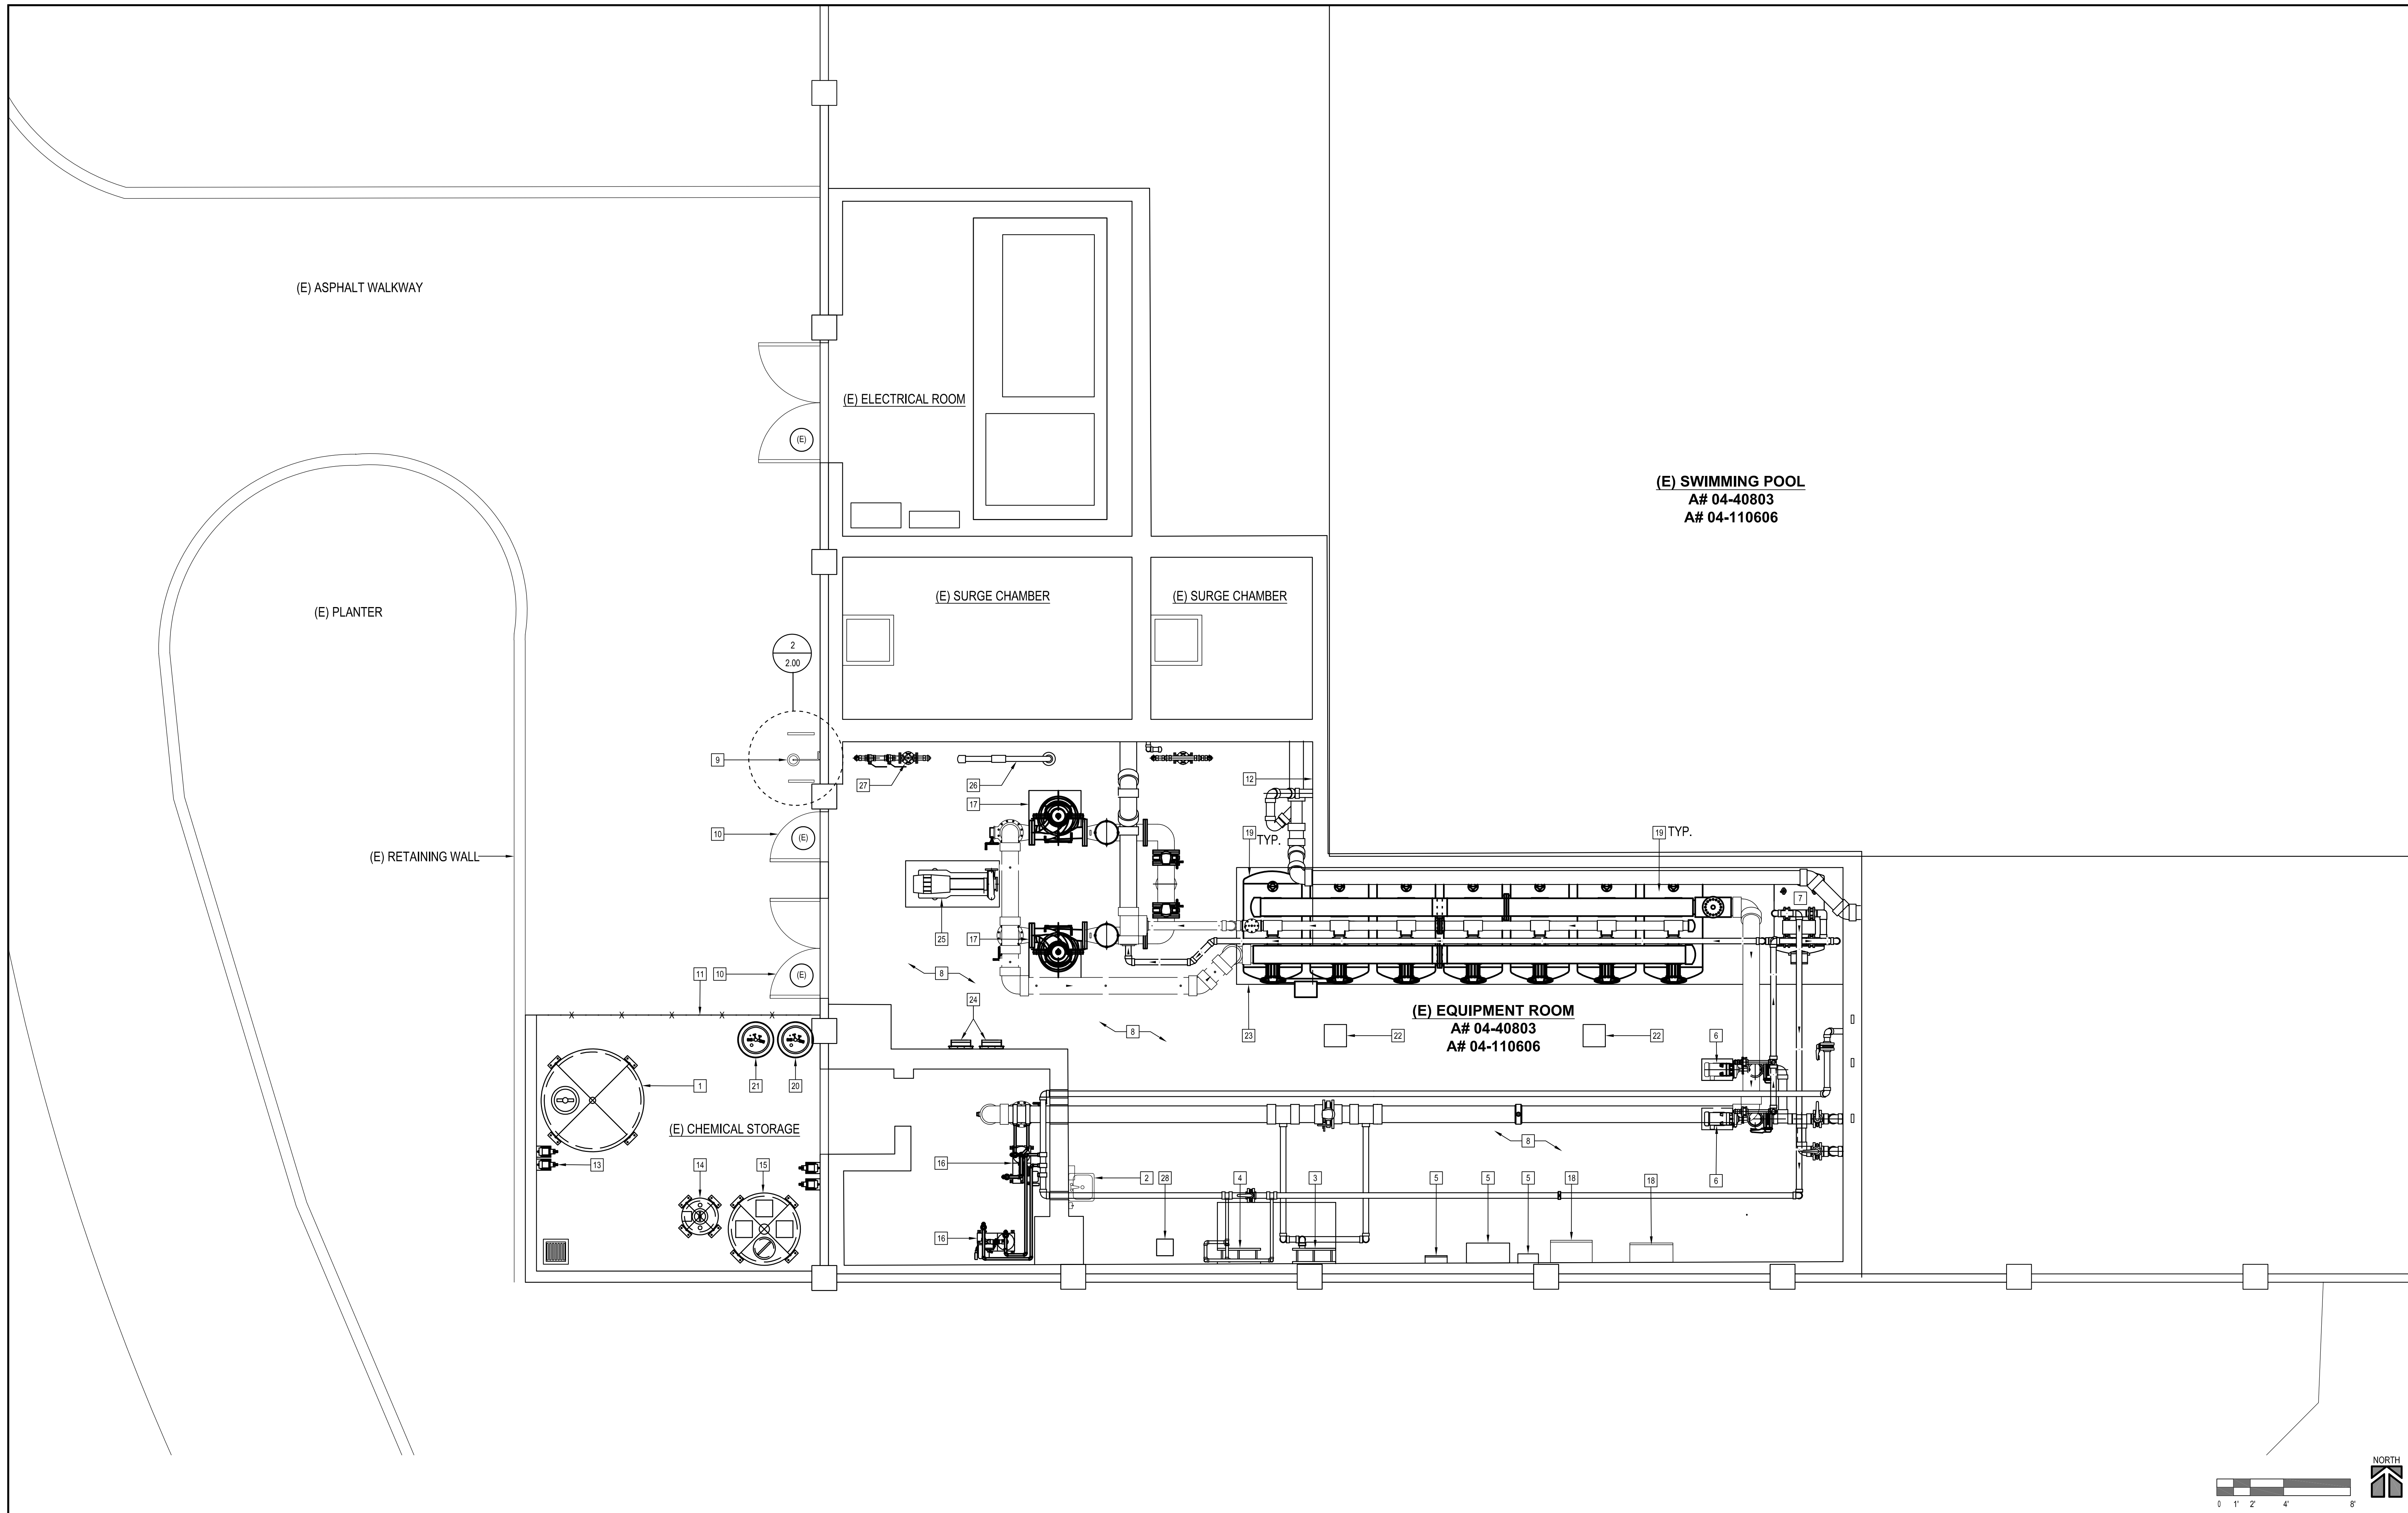 (E) ASPHALT WALKWAY
(E) ELECTRICAL ROOM
(E)
(E) SWIMMING POOL
A# 04-40803
A# 04-110606
(E) PLANTER
(E) SURGE CHAMBER
(E) SURGE CHAMBER
2
2.00
9
27
26
12
17
10
(E)
19 TYP.
19 TYP.
(E) RETAINING WALL
7
25
17
11
10
(E)
8
24
23
(E) EQUIPMENT ROOM
A# 04-40803
A# 04-110606
8
22
22
6
1
21
20
(E) CHEMICAL STORAGE
8
13
14
15
16
2
28
4
3
5
5
5
18
18
6
16
NORTH
0
1'
2'
4'
8'